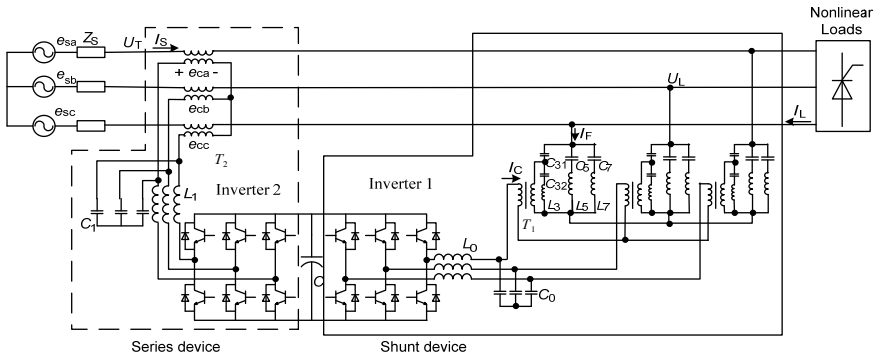 Nonlinear
Loads
esa
ZS
UT
IS
+ eca -
esb
ecb
UL
esc
ecc
IL
IF
T2
IC
C31
C5
C7
C32
L1
Inverter 2
Inverter 1
L3
L5
L7
T1
C1
L0
C
C0
Series device
Shunt device